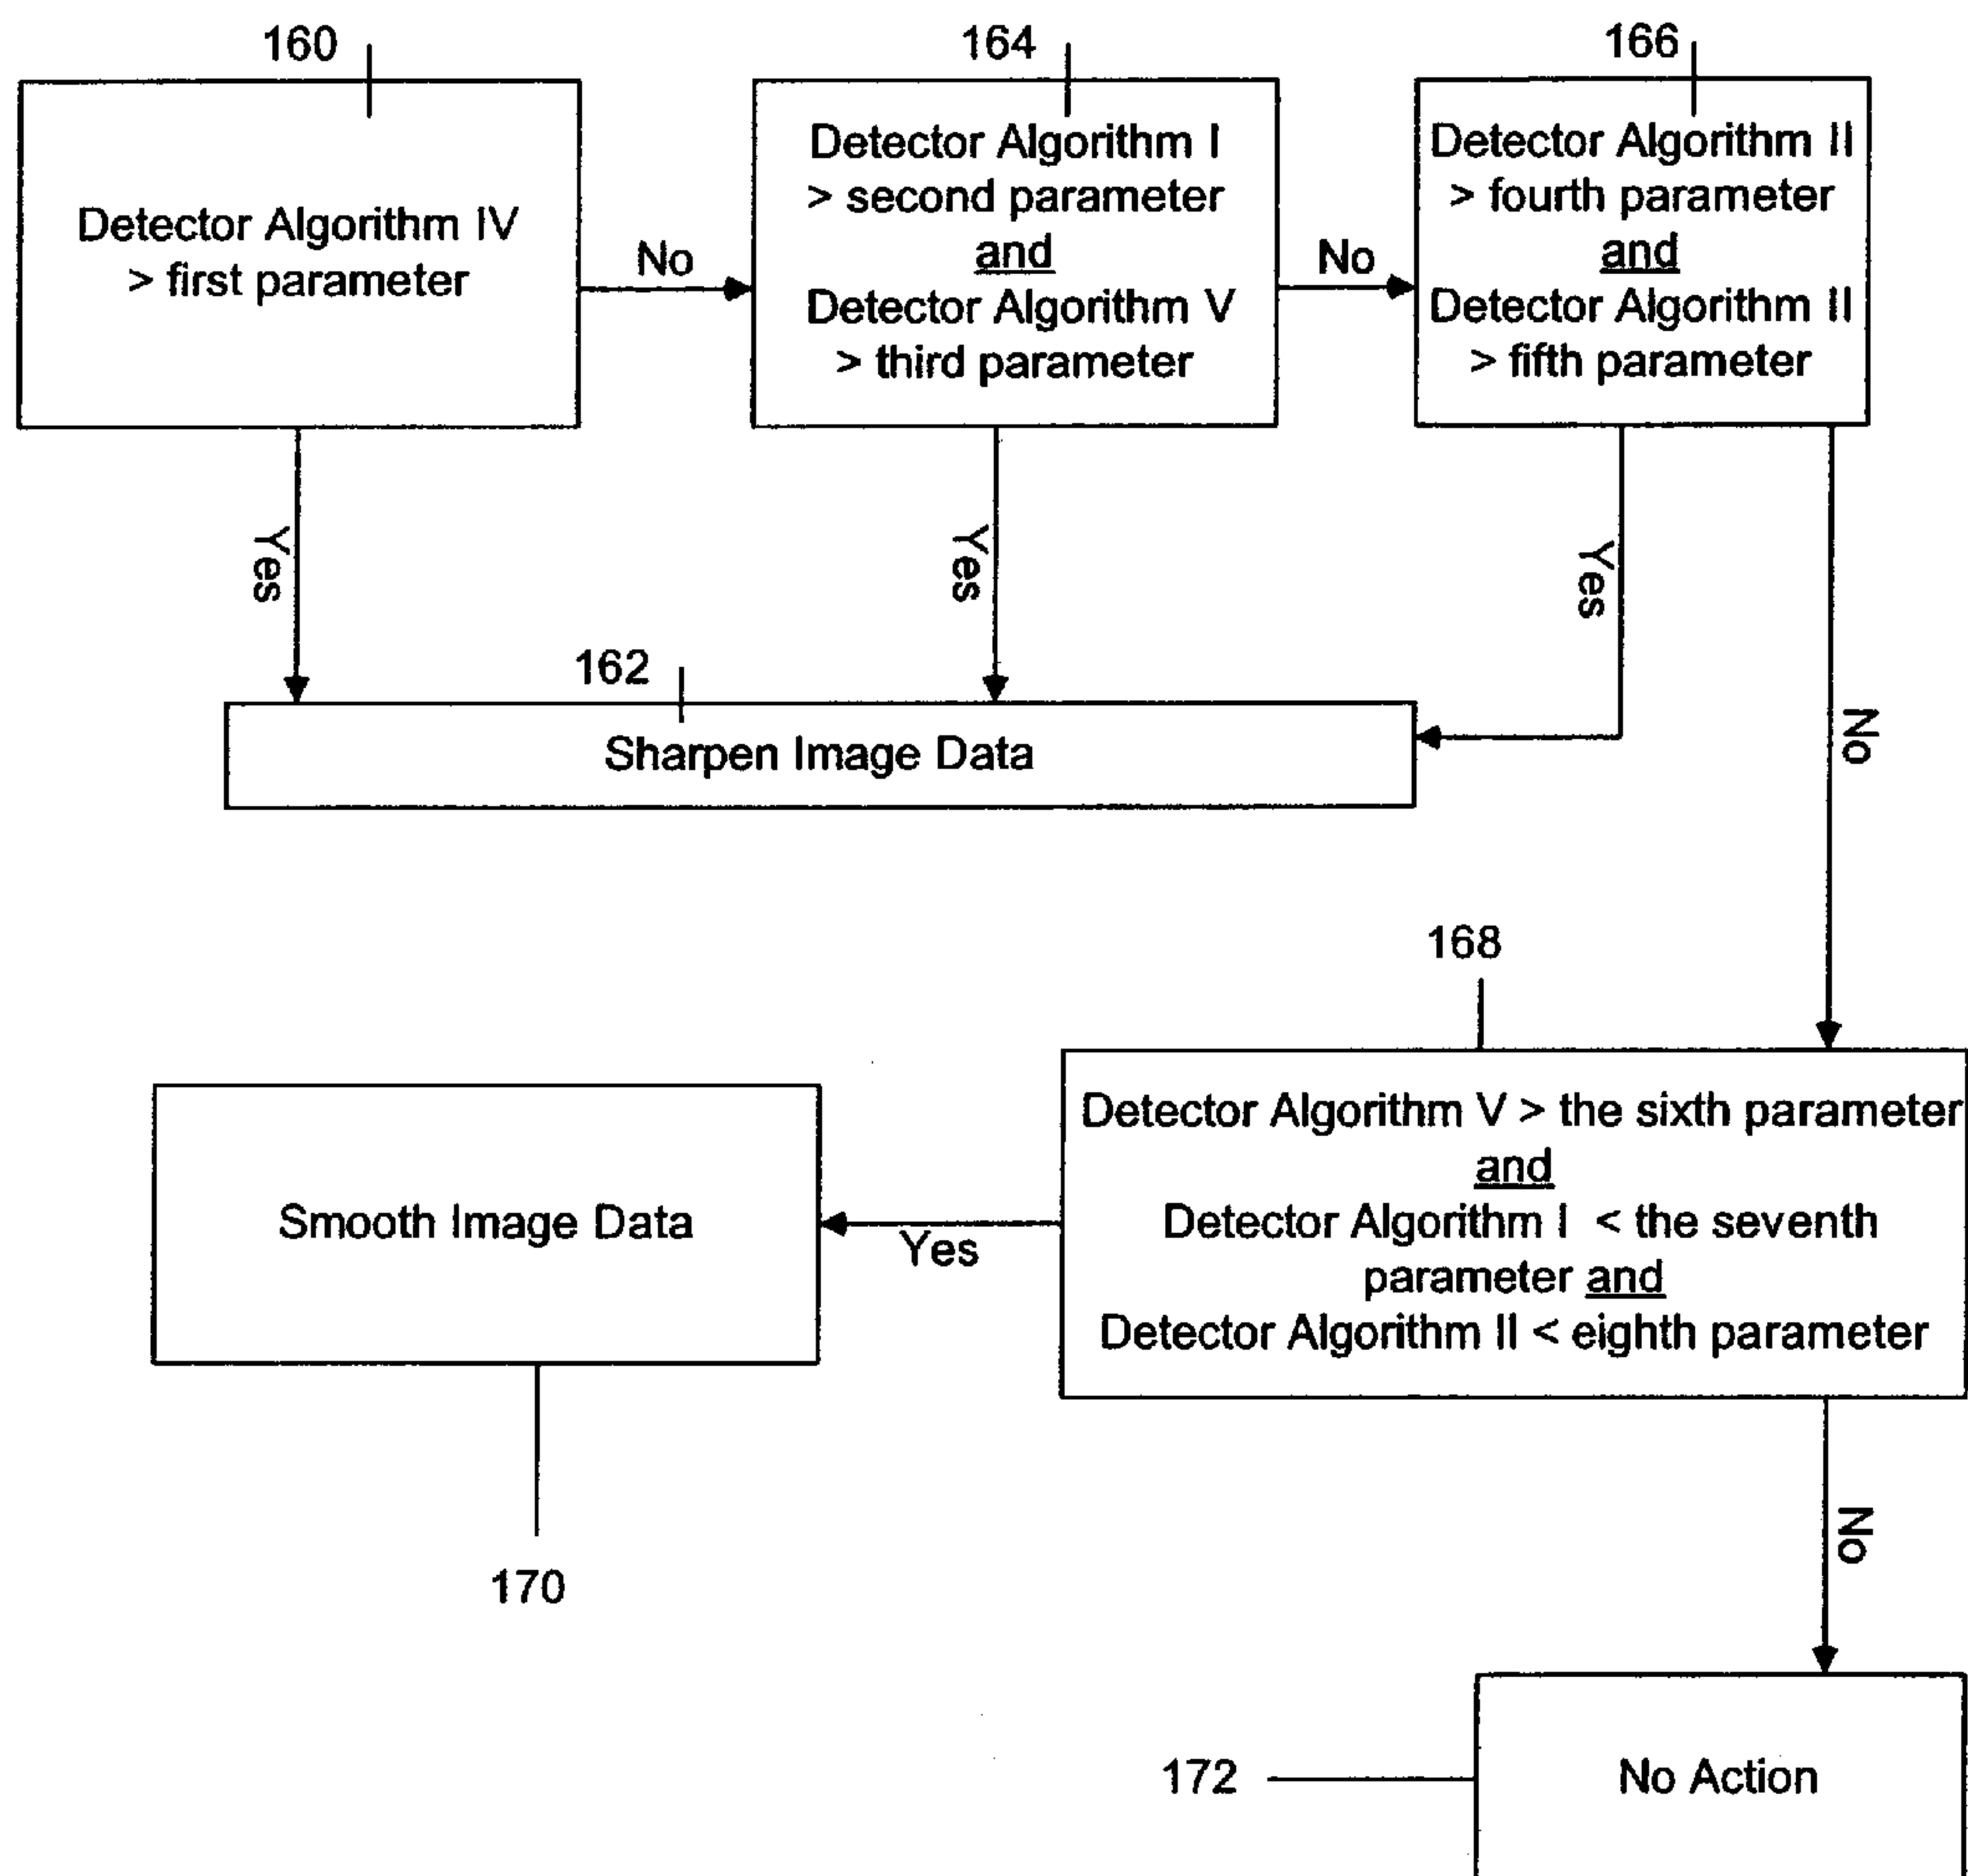 160
164
166
Detector Algorithm IV
> first parameter
No
Detector Algorithm I
> second parameter
and
Detector Algorithm V
> third parameter
No
Detector Algorithm II
> fourth parameter
and
Detector Algorithm II
> fifth parameter
Yes
Yes
Yes
No
162
Sharpen Image Data
168
Detector Algorithm V > the sixth parameter
and
Detector Algorithm I < the seventh
parameter and
Detector Algorithm II < eighth parameter
Yes
Smooth Image Data
170
No
172
No Action